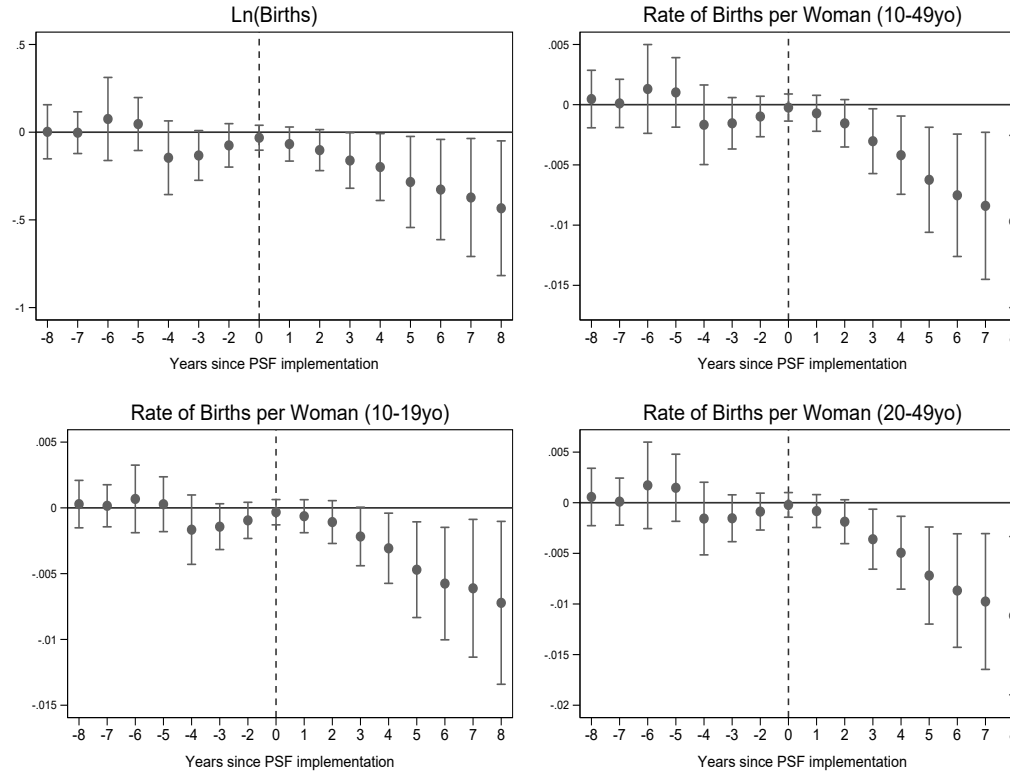 Ln(Births)
.5
0
-.5
-1
-8 -7 -6 -5 -4 -3 -2 0 1 2 3 4 5 6 7 8
Years since PSF implementation
Rate of Births per Woman (10-49yo)
.005
0
-.005
-.01
-.015
-8 -7 -6 -5 -4 -3 -2 0 1 2 3 4 5 6 7
Years since PSF implementation
Rate of Births per Woman (10-19yo)
.005
0
-.005
-.01
-.015
-8 -7 -6 -5 -4 -3 -2 0 1 2 3 4 5 6 7 8
Years since PSF implementation
Rate of Births per Woman (20-49yo)
.005
0
-.005
-.01
-.015
-.02
-8 -7 -6 -5 -4 -3 -2 0 1 2 3 4 5 6 7
Years since PSF implementation